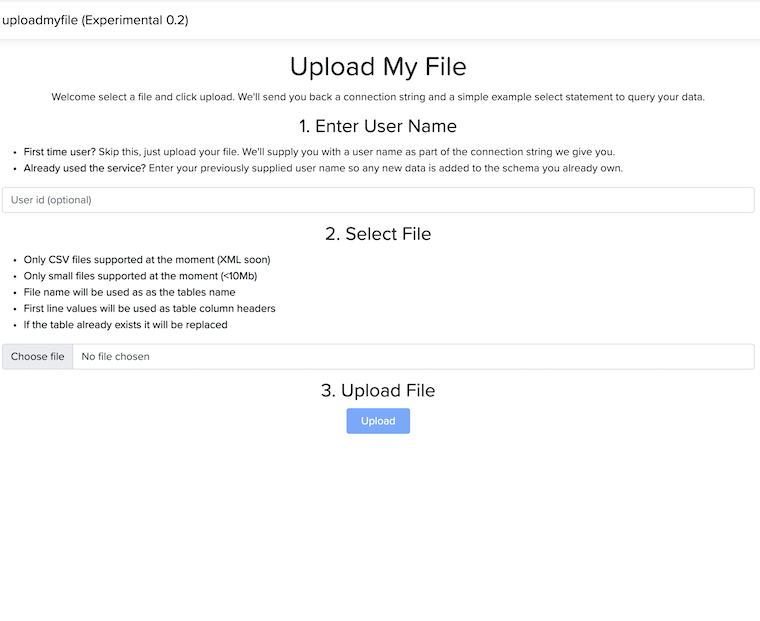 uploadmyfile (Experimental 0.2)
Upload My File
Welcome select a file and click upload. We'll send you back a connection string and a simple example select statement to query your data.
1. Enter User Name
• First time user? Skip this, just upload your file. We'll supply you with a user name as part of the connection string we give you.
• Already used the service? Enter your previously supplied user name so any new data is added to the schema you already own.
User id (optional)
2. Select File
• Only CSV files supported at the moment (XML soon)
• Only small files supported at the moment (<10Mb)
• File name will be used as as the tables name
• First line values will be used as table column headers
• If the table already exists it will be replaced
Choose file No file chosen
3. Upload File
Upload